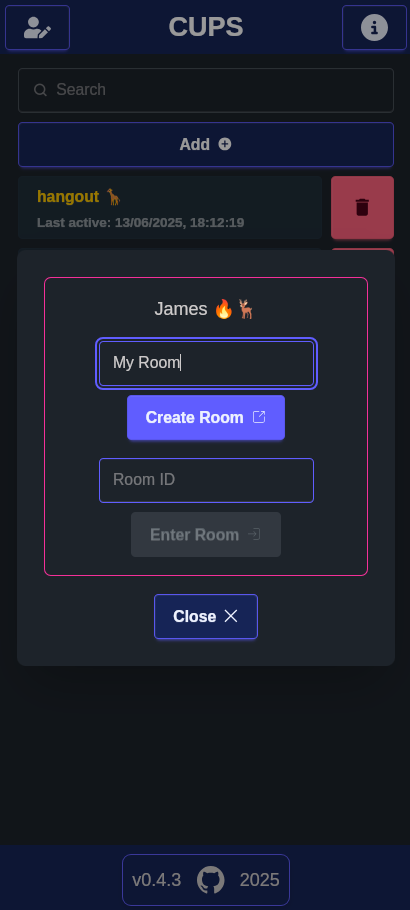 CUPS
Search
Add
hangout 🦒
Last active: 13/06/2025, 18:12:19
James 🔥🦌
My Room
Create Room
Room ID
Enter Room
Close
v0.4.3 2025